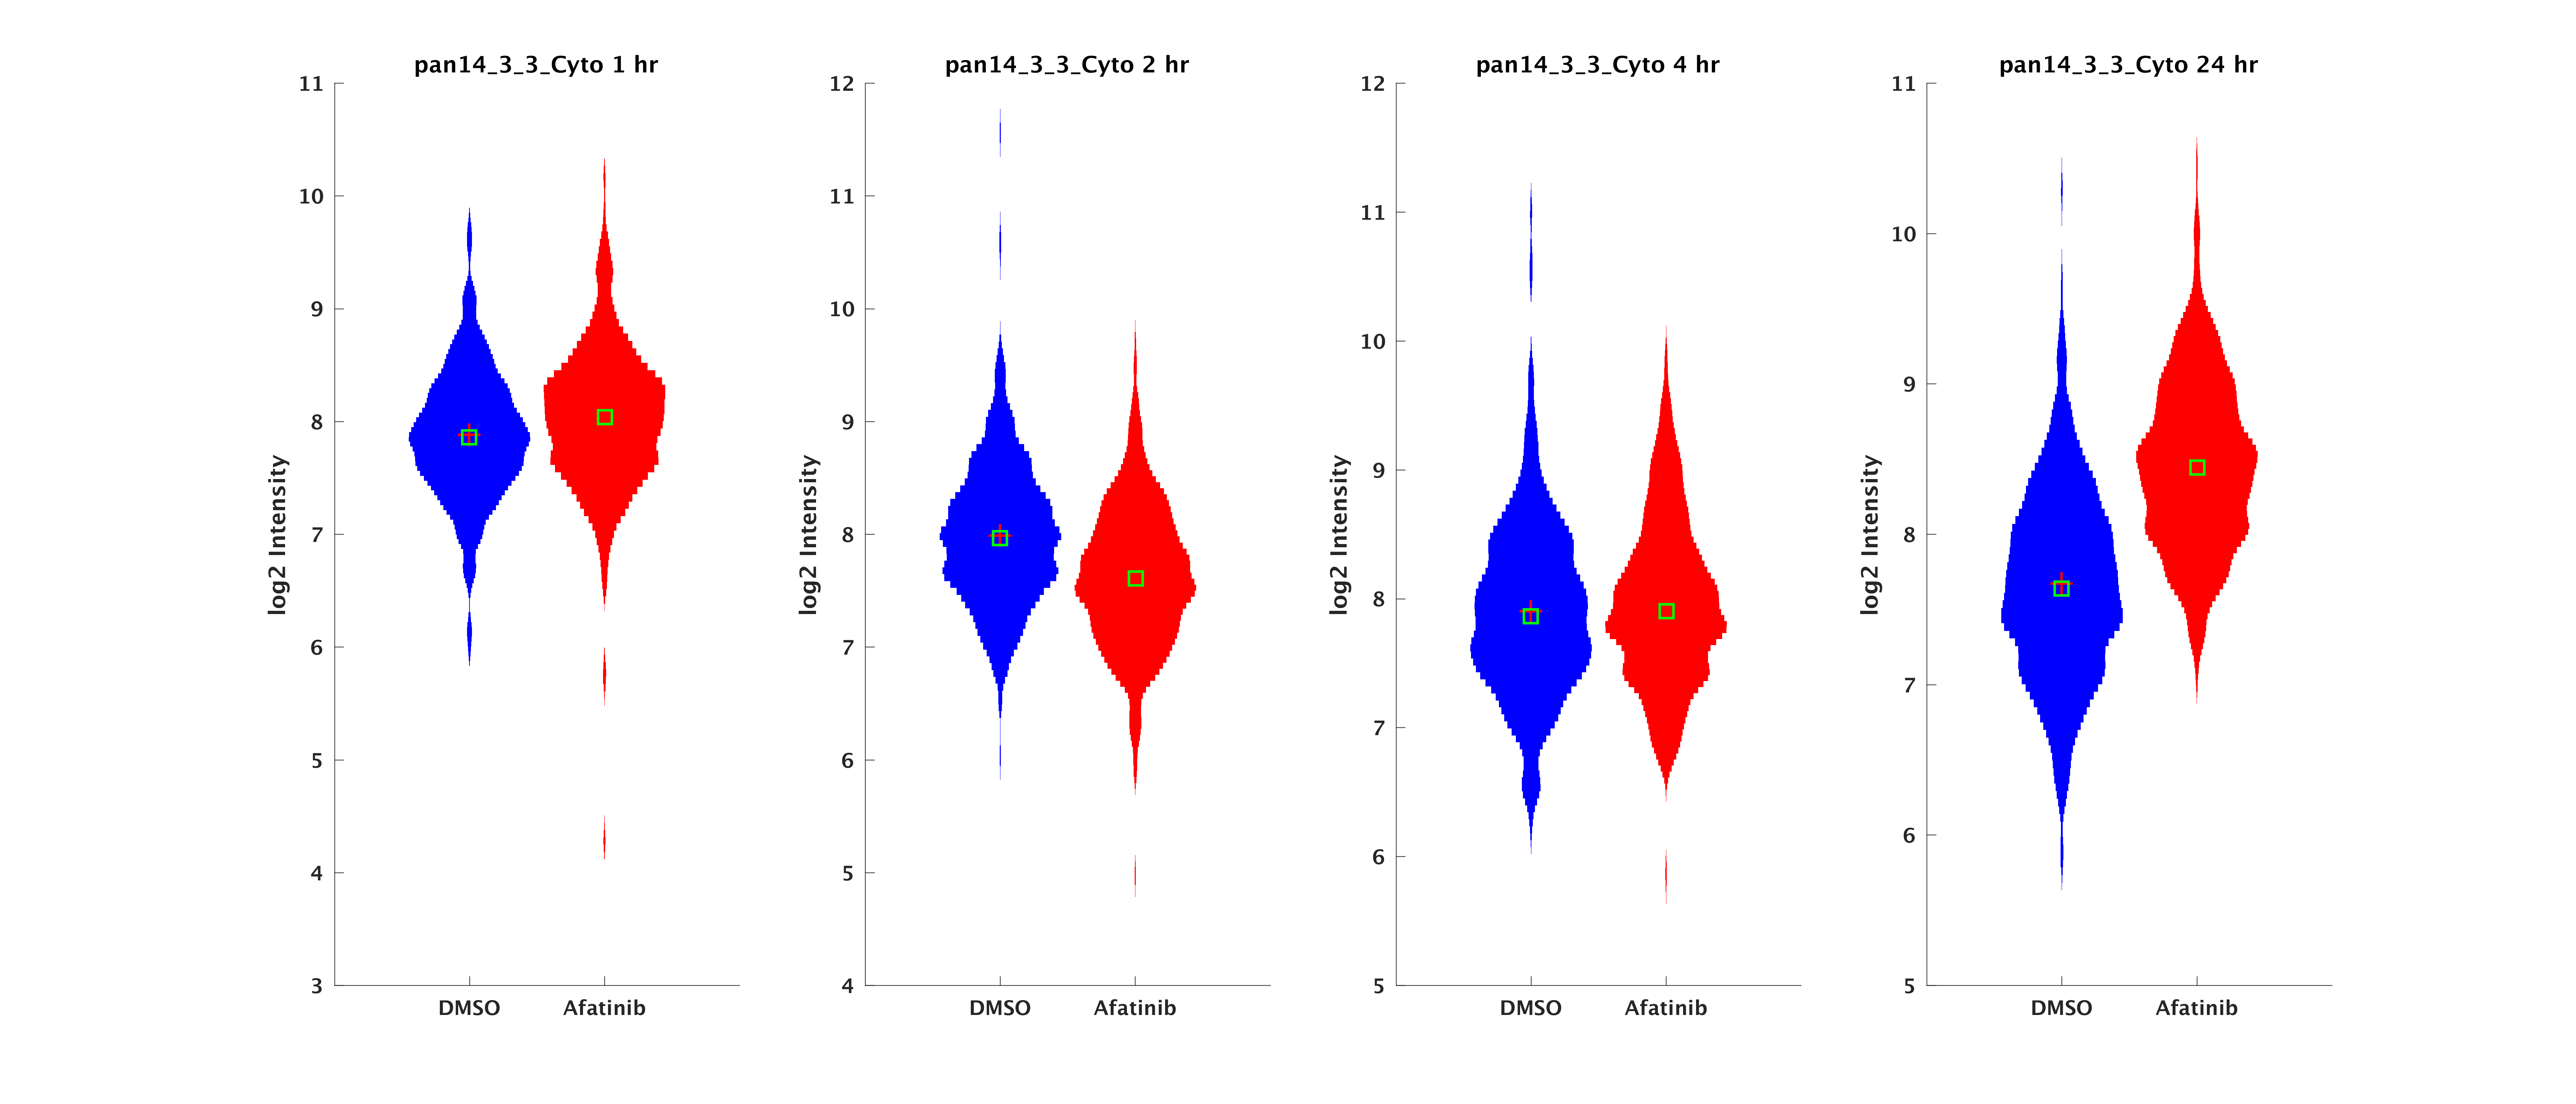 pan14_3_3_Cyto 1 hr
11
10
9
8
7
6
5
4
3
log2 Intensity
DMSO
Afatinib
pan14_3_3_Cyto 2 hr
12
11
10
9
8
7
6
5
4
log2 Intensity
DMSO
Afatinib
pan14_3_3_Cyto 4 hr
12
11
10
9
8
7
6
5
log2 Intensity
DMSO
Afatinib
pan14_3_3_Cyto 24 hr
11
10
9
8
7
6
5
log2 Intensity
DMSO
Afatinib